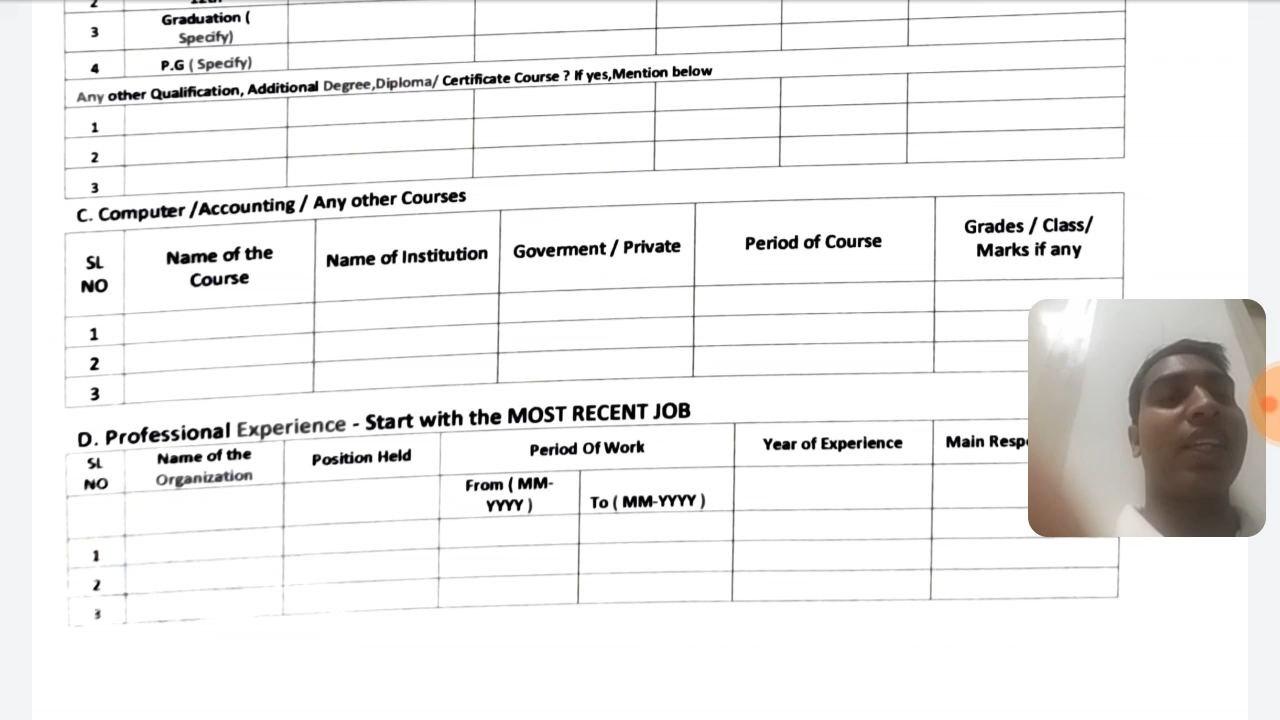 2
3
Graduation (
Specify)
4
P.G ( Specify)
Any other Qualification, Additional Degree,Diploma/ Certificate Course ? If yes,Mention below
1
2
3
C. Computer /Accounting / Any other Courses
SL
NO
Name of the
Course
Name of Institution
Goverment / Private
Period of Course
Grades / Class/
Marks if any
1
2
3
D. Professional Experience - Start with the MOST RECENT JOB
SL
NO
Name of the
Organization
Position Held
Period Of Work
From ( MM-
YYYY )
To ( MM-YYYY )
Year of Experience
Main
1
2
3